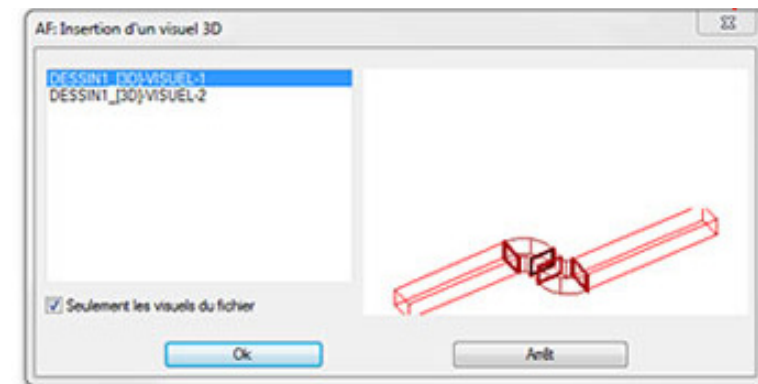 AF: Insertion d'un visuel 3D
DESSIN1_[3D]-VISUEL-1
DESSIN1_[3D]-VISUEL-2
Seulement les visuels du fichier
Ok
Arrêt